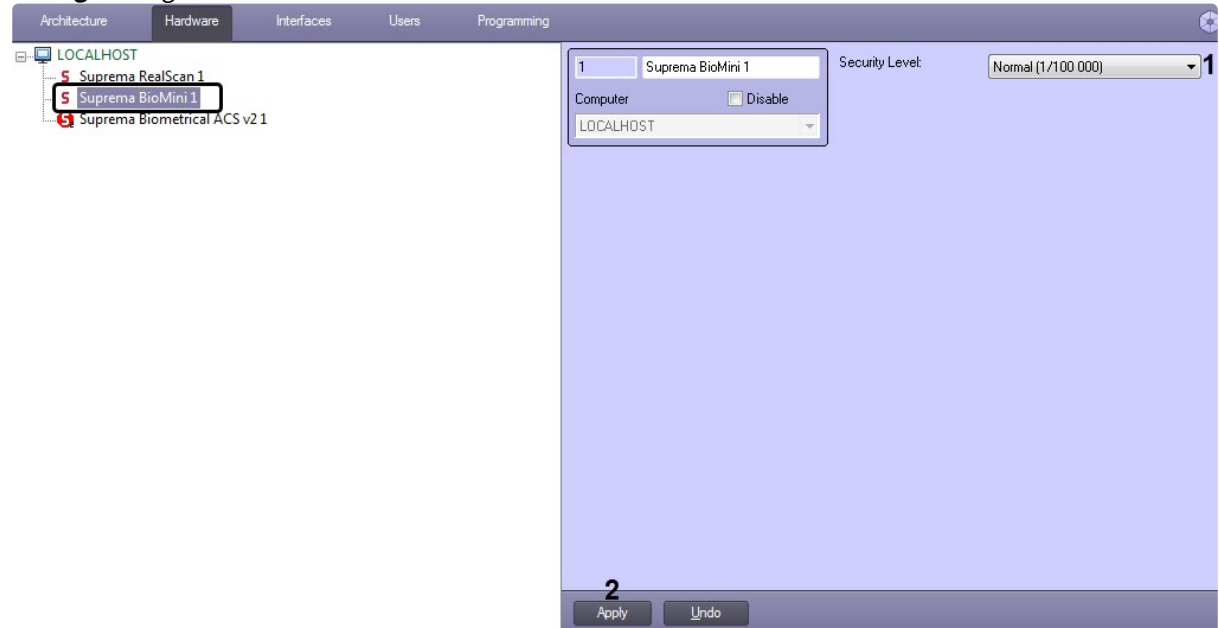 Architecture Hardware Interfaces Users Programming
LOCALHOST
Suprema RealScan 1
Suprema BioMini 1
Suprema Biometrical ACS v2 1
1 Suprema BioMini 1
Computer Disable
LOCALHOST
Security Level: Normal (1/100 000) 1
2
Apply Undo